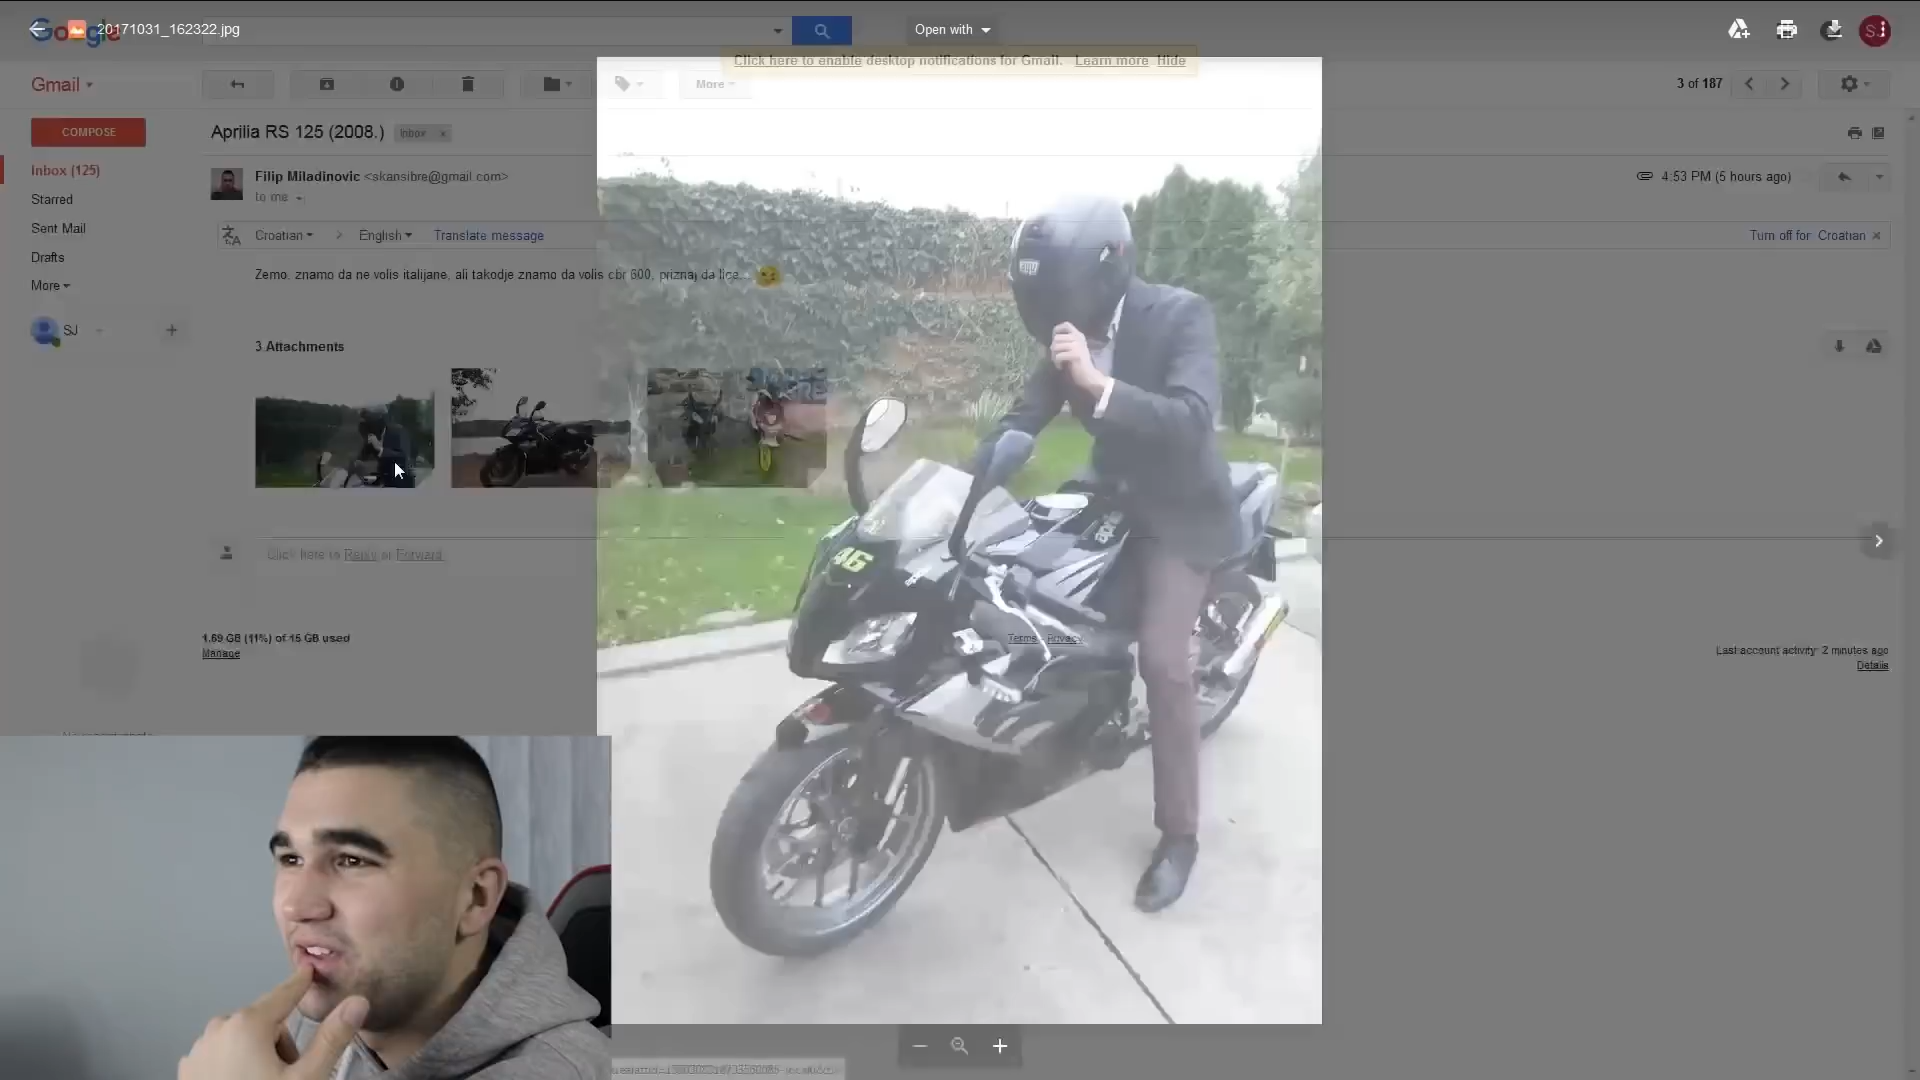 20171031_162322.jpg
Open with
Click here to enable desktop notifications for Gmail. Learn more Hide
Gmail
More
3 of 187
COMPOSE
Aprilia RS 125 (2008.)
Inbox x
Inbox (125)
Filip Miladinovic <skansibre@gmail.com>
4:53 PM (5 hours ago)
Starred
to me
Sent Mail
Croatian > English Translate message
Turn off for: Croatian x
Drafts
Zemo, znamo da ne volis italijane, ali takodje znamo da volis cbr 600, priznaj da lice...
More
SJ
3 Attachments
46
Click here to Reply or Forward
1.69 GB (11%) of 15 GB used
Manage
Terms - Privacy
Last account activity: 2 minutes ago
Details